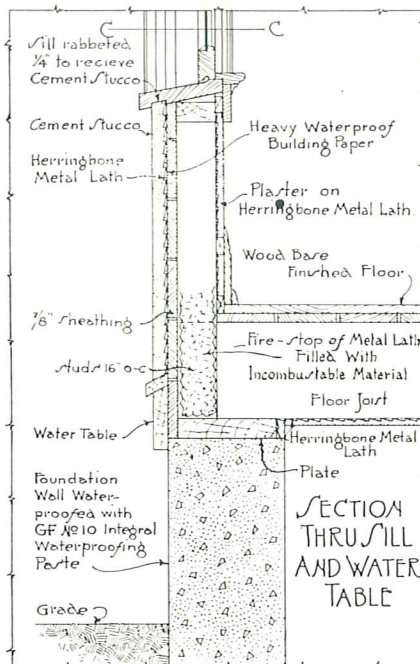 C C
Sill rabbeted
1/4" to recieve
Cement Stucco
Cement Stucco
Heavy Waterproof
Building Paper
Herringbone
Metal Lath
Plaster on
Herringbone Metal Lath
Wood Base
Finished Floor
7/8" Sheathing
Fire-stop of Metal Lath
Filled With
Incombustable Material
Studs 16" o-c
Floor Joist
Water Table
Herringbone Metal
Lath
Plate
Foundation
Wall Water-
proofed with
GF No 10 Integral
Waterproofing
Paste
SECTION
THRU SILL
AND WATER
TABLE
Grade